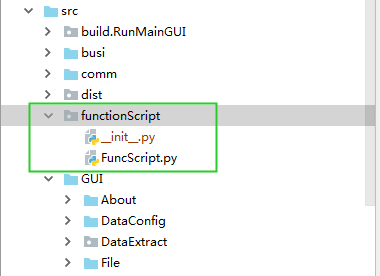 src
build.RunMainGUI
busi
comm
dist
functionScript
__init__.py
FuncScript.py
GUI
About
DataConfig
DataExtract
File